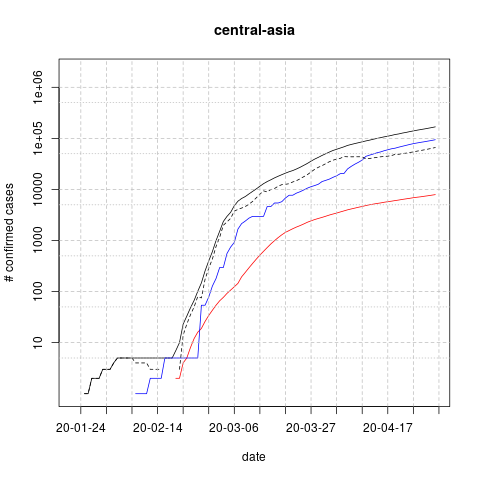 central-asia
# confirmed cases
1e+06
1e+05
10000
1000
100
10
20-01-24
20-02-14
20-03-06
20-03-27
20-04-17
date